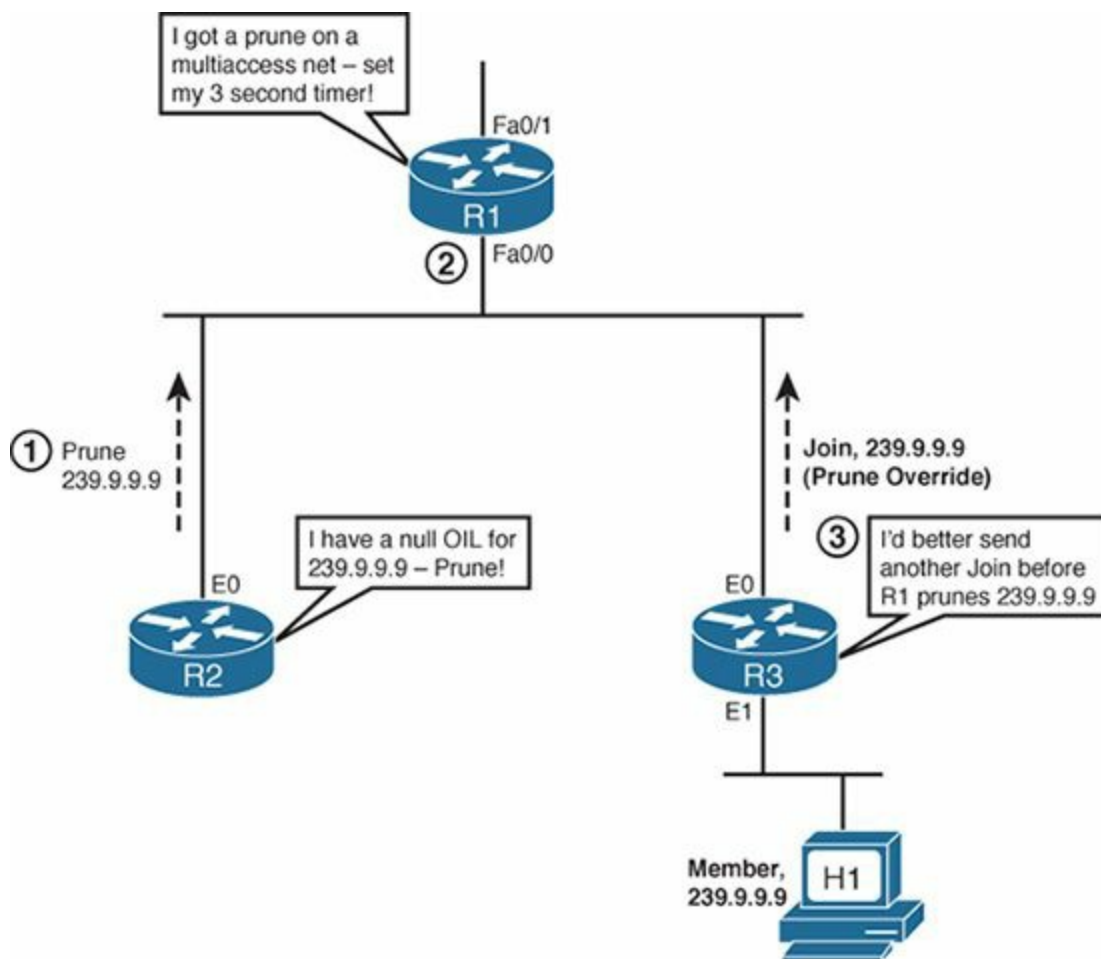 I got a prune on a
multiaccess net – set
my 3 second timer!
Fa0/1
R1
2
Fa0/0
1
Prune
239.9.9.9
Join, 239.9.9.9
(Prune Override)
I have a null OIL for
239.9.9.9 – Prune!
3
I'd better send
another Join before
R1 prunes 239.9.9.9
E0
R2
E0
R3
E1
Member,
239.9.9.9
H1